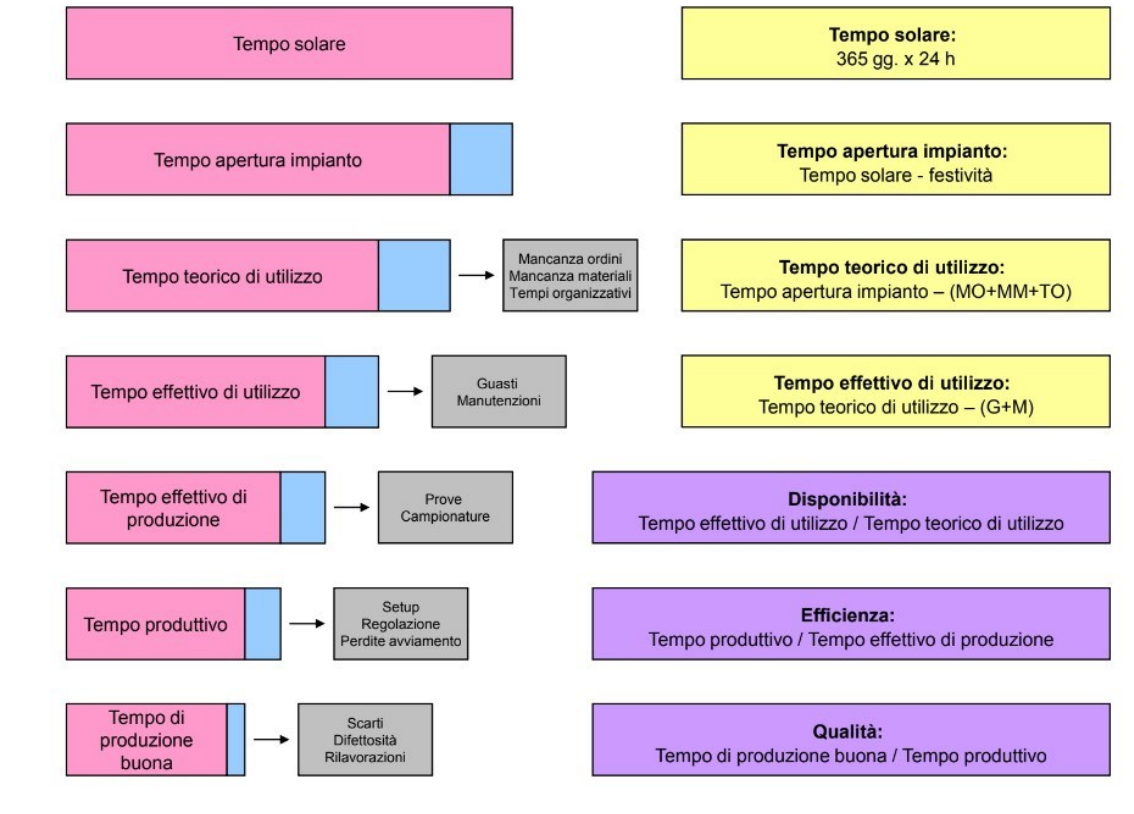 Tempo solare
Tempo solare:
365 gg. x 24 h
Tempo apertura impianto
Tempo apertura impianto:
Tempo solare - festività
Tempo teorico di utilizzo
Mancanza ordini
Mancanza materiali
Tempi organizzativi
Tempo teorico di utilizzo:
Tempo apertura impianto – (MO+MM+TO)
Tempo effettivo di utilizzo
Guasti
Manutenzioni
Tempo effettivo di utilizzo:
Tempo teorico di utilizzo – (G+M)
Tempo effettivo di
produzione
Prove
Campionature
Disponibilità:
Tempo effettivo di utilizzo / Tempo teorico di utilizzo
Tempo produttivo
Setup
Regolazione
Perdite avviamento
Efficienza:
Tempo produttivo / Tempo effettivo di produzione
Tempo di
produzione
buona
Scarti
Difettosità
Rilavorazioni
Qualità:
Tempo di produzione buona / Tempo produttivo